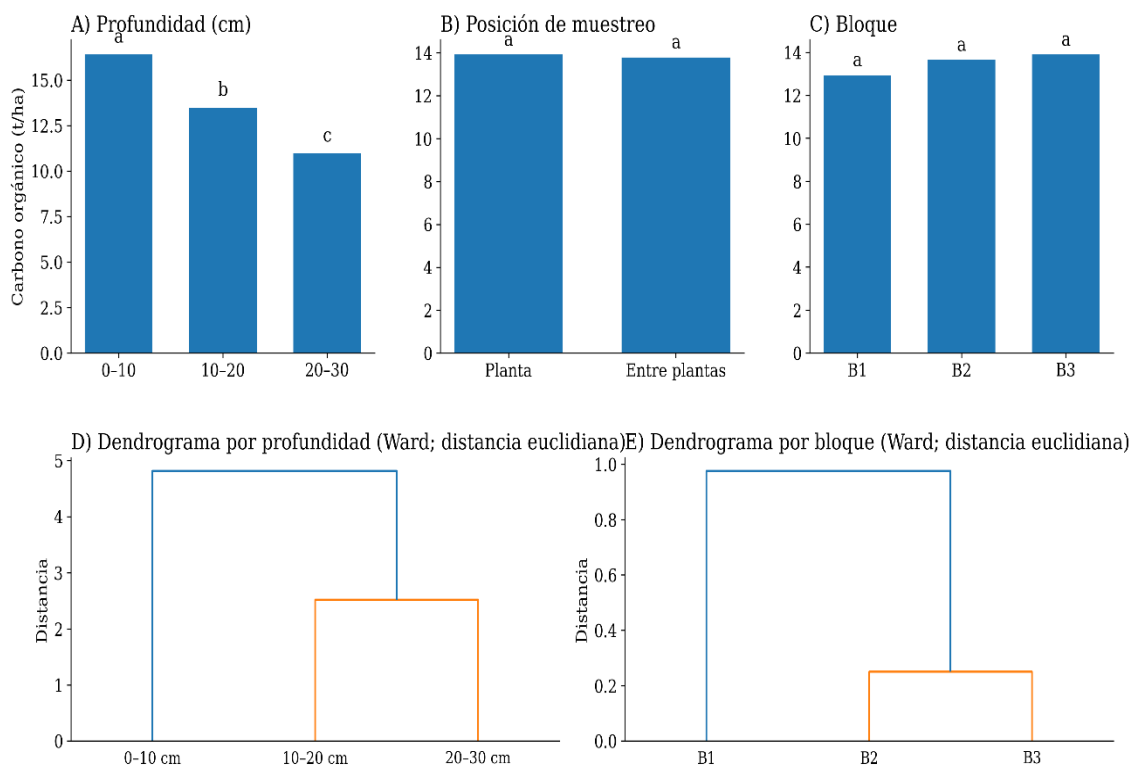 A) Profundidad (cm)
Carbono orgánico (t/ha)
15.0
12.5
10.0
7.5
5.0
2.5
0.0
a
b
c
0–10
10–20
20–30
B) Posición de muestreo
14
12
10
8
6
4
2
0
a
a
Planta
Entre plantas
C) Bloque
14
12
10
8
6
4
2
0
a
a
a
B1
B2
B3
D) Dendrograma por profundidad (Ward; distancia euclidiana)
Distancia
5
4
3
2
1
0
0–10 cm
10–20 cm
20–30 cm
E) Dendrograma por bloque (Ward; distancia euclidiana)
Distancia
1.0
0.8
0.6
0.4
0.2
0.0
B1
B2
B3